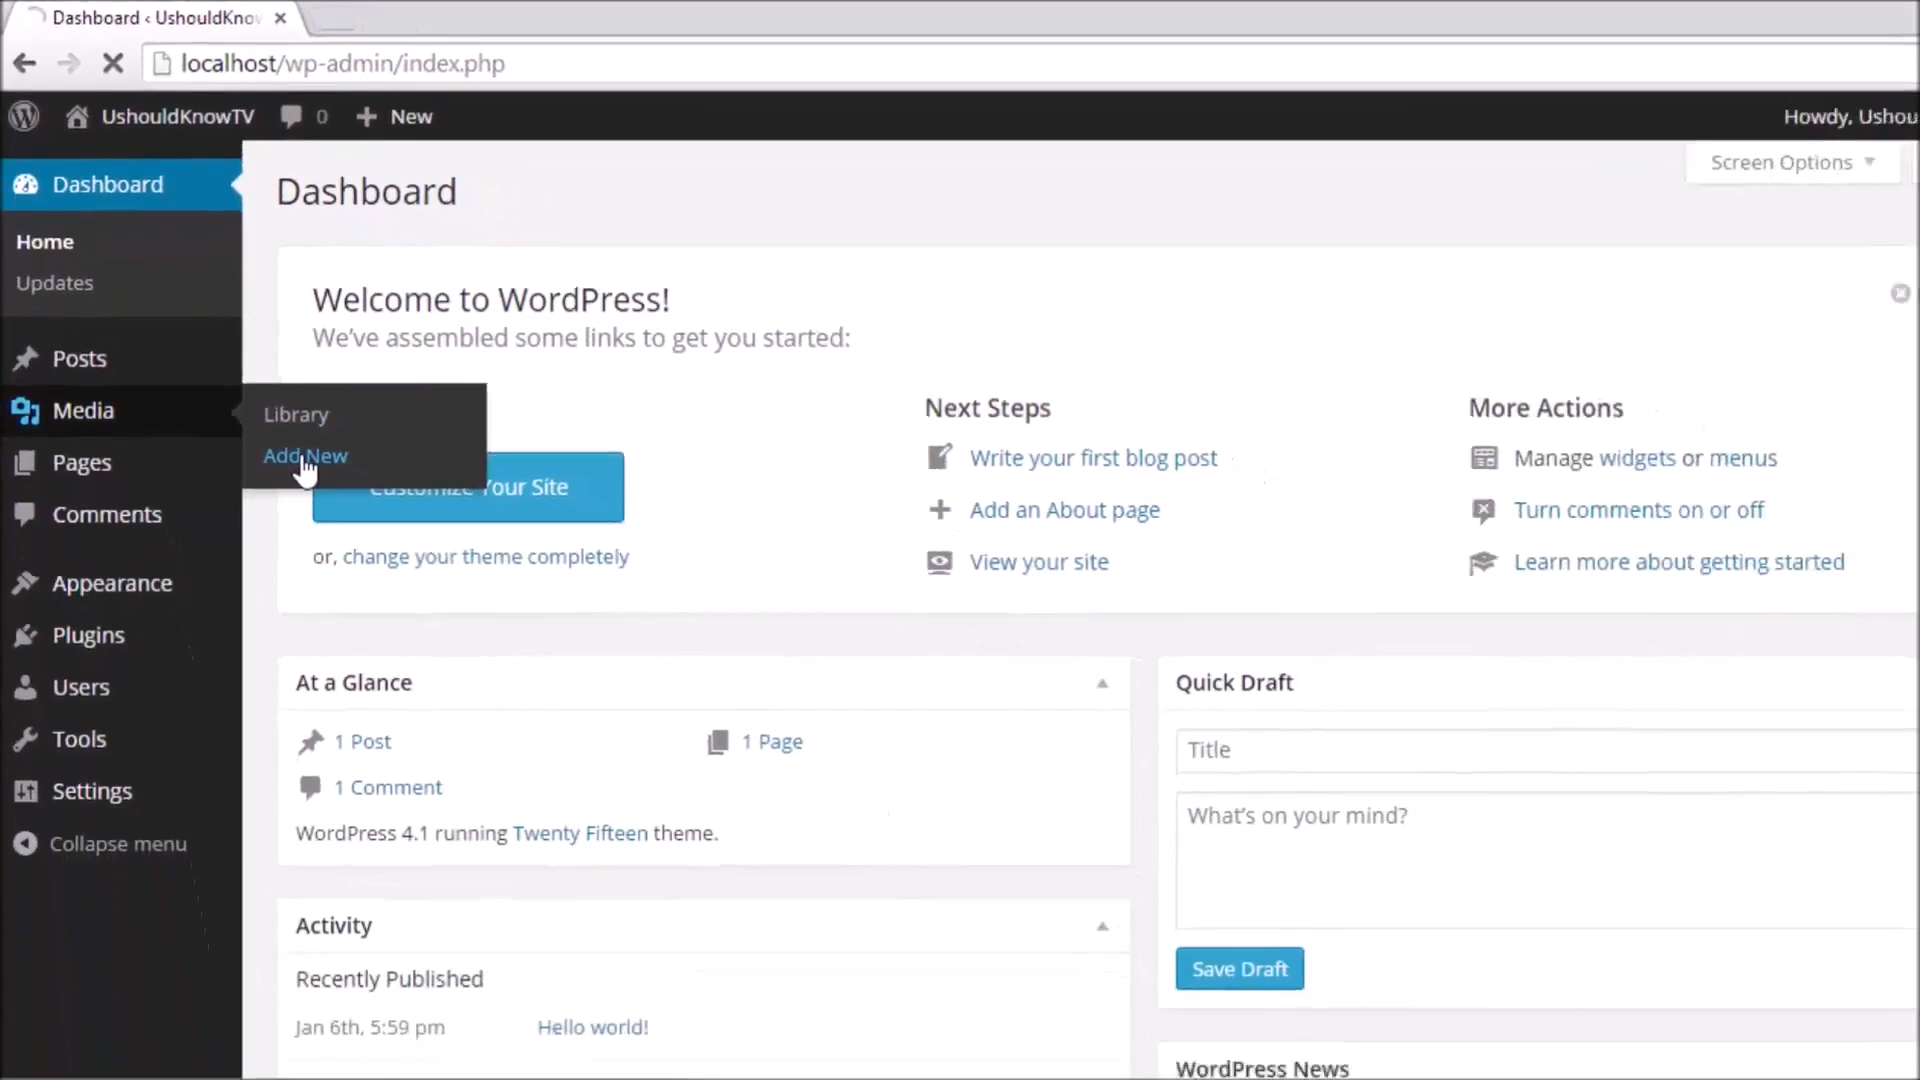 Dashboard ‹ UshouldKnow
localhost/wp-admin/index.php
UshouldKnowTV 0 New
Howdy, Ushou
Screen Options
Dashboard
Home
Updates
Posts
Media
Pages
Comments
Appearance
Plugins
Users
Tools
Settings
Collapse menu
Library
Add New
Dashboard
Welcome to WordPress!
We've assembled some links to get you started:
Customize Your Site
or, change your theme completely
Next Steps
Write your first blog post
Add an About page
View your site
More Actions
Manage widgets or menus
Turn comments on or off
Learn more about getting started
At a Glance
1 Post
1 Page
1 Comment
WordPress 4.1 running Twenty Fifteen theme.
Activity
Recently Published
Jan 6th, 5:59 pm Hello world!
Quick Draft
Title
What's on your mind?
Save Draft
WordPress News